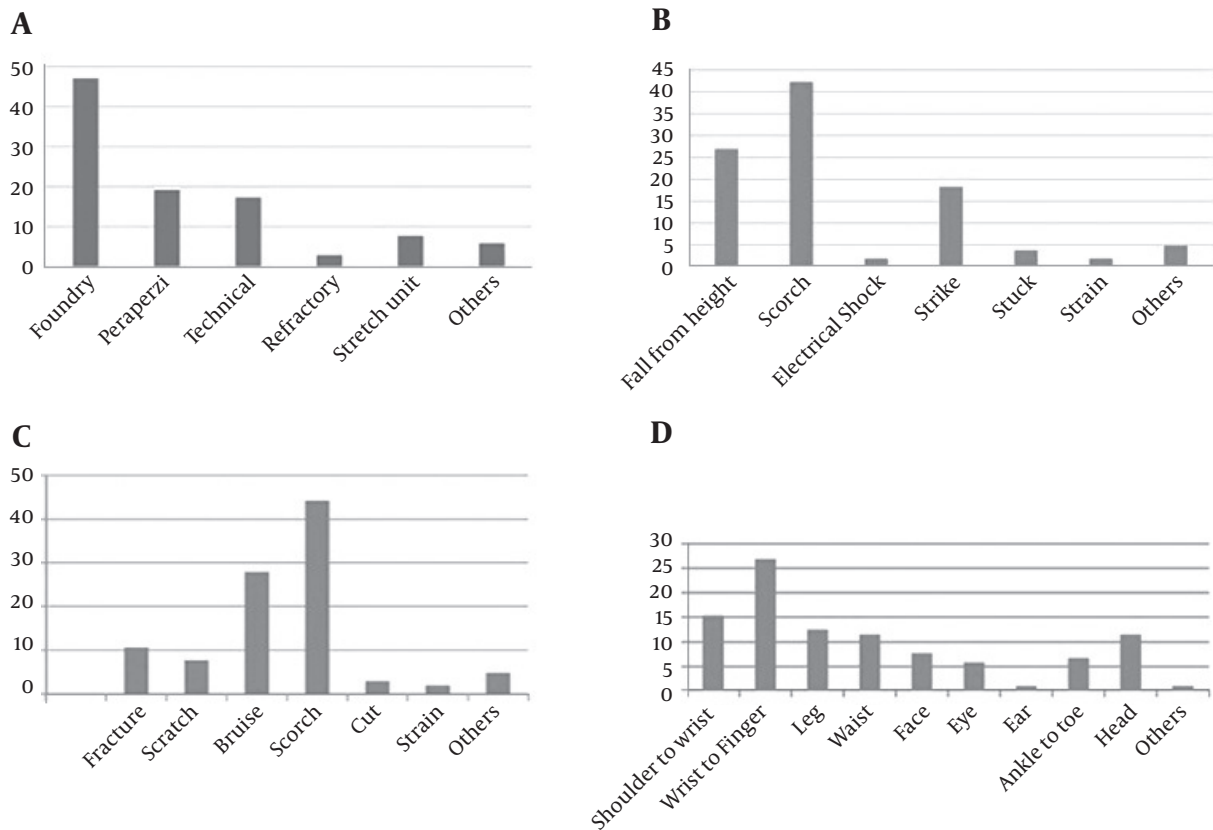 A
50
40
30
20
10
0
Foundry
Peraperzi
Technical
Refractory
Stretch unit
Others
B
45
40
35
30
25
20
15
10
5
0
Fall from height
Scorch
Electrical Shock
Strike
Stuck
Strain
Others
C
50
40
30
20
10
0
Fracture
Scratch
Bruise
Scorch
Cut
Strain
Others
D
30
25
20
15
10
5
0
Shoulder to wrist
Wrist to Finger
Leg
Waist
Face
Eye
Ear
Ankle to toe
Head
Others